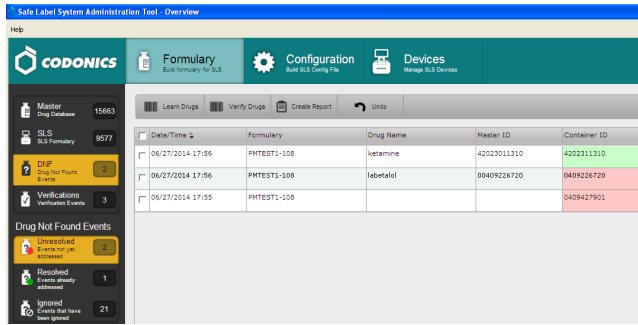 Safe Label System Administration Tool - Overview
Help
CODONICS
Formulary
Build formulary for SLS
Configuration
Build SLS Config File
Devices
Manage SLS Devices
Master
Drug Database
15663
SLS
SLS Formulary
9577
DNF
Drug Not Found
Events
2
Verifications
Verification Events
3
Drug Not Found Events
Unresolved
Events not yet
addressed
2
Resolved
Events already
addressed
1
Ignored
Events that have
been ignored
21
Learn Drugs Verify Drugs Create Report Undo
Date/Time Formulary Drug Name Master ID Container ID
06/27/2014 17:56 PMTEST1-108 ketamine 42023011310 4202311310
06/27/2014 17:56 PMTEST1-108 labetalol 00409226720 0409226720
06/27/2014 17:55 PMTEST1-108 0409427901